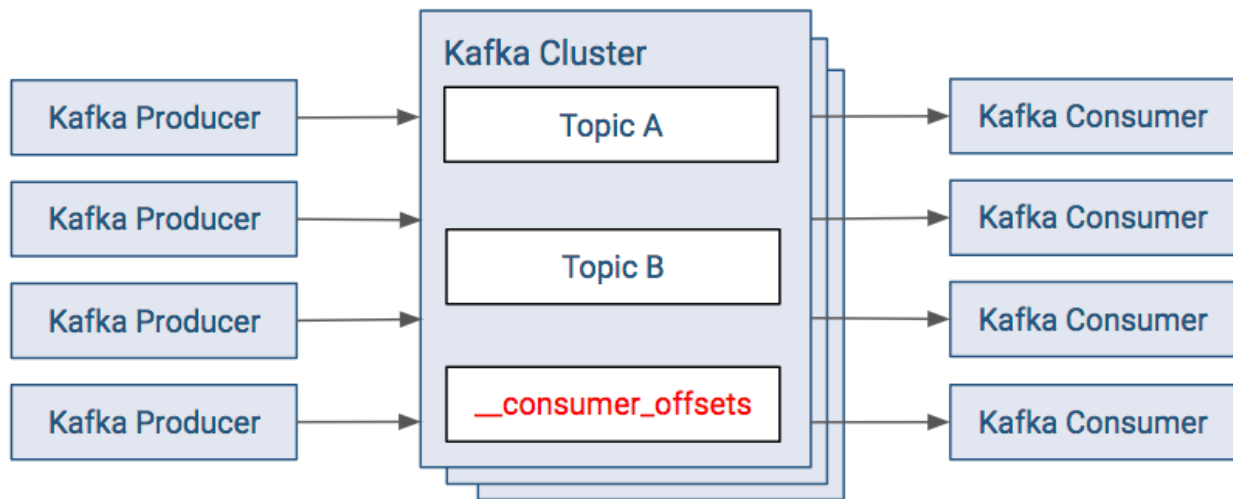 Kafka Cluster
Kafka Producer
Topic A
Kafka Consumer
Kafka Producer
Kafka Consumer
Topic B
Kafka Producer
Kafka Consumer
__consumer_offsets
Kafka Producer
Kafka Consumer